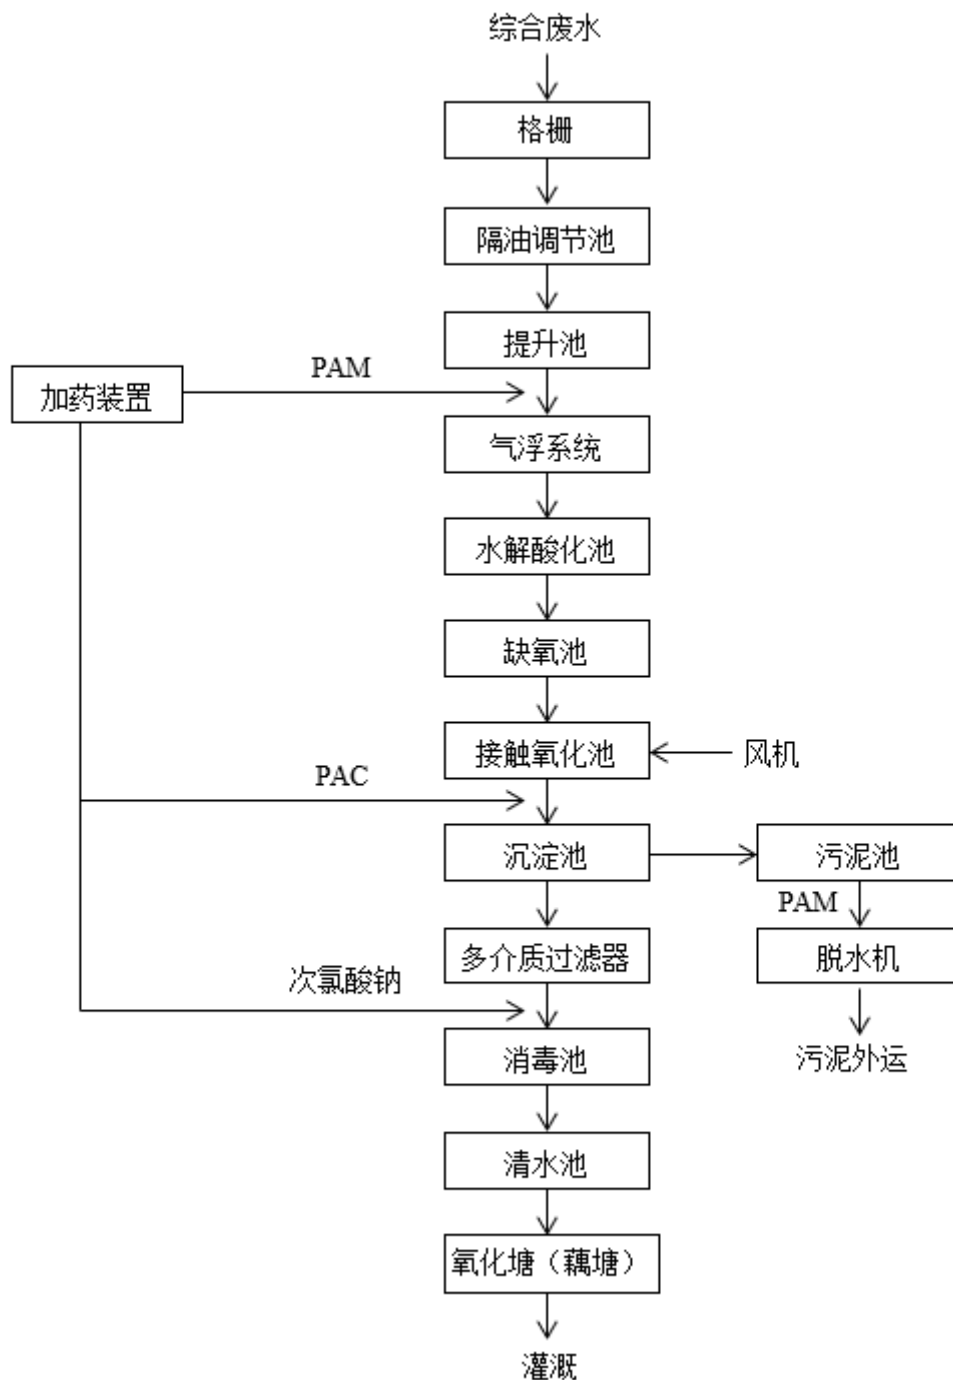 综合废水
格栅
隔油调节池
提升池
PAM
加药装置
气浮系统
水解酸化池
缺氧池
接触氧化池
风机
PAC
沉淀池
污泥池
PAM
多介质过滤器
脱水机
次氯酸钠
消毒池
污泥外运
清水池
氧化塘（藕塘）
灌溉